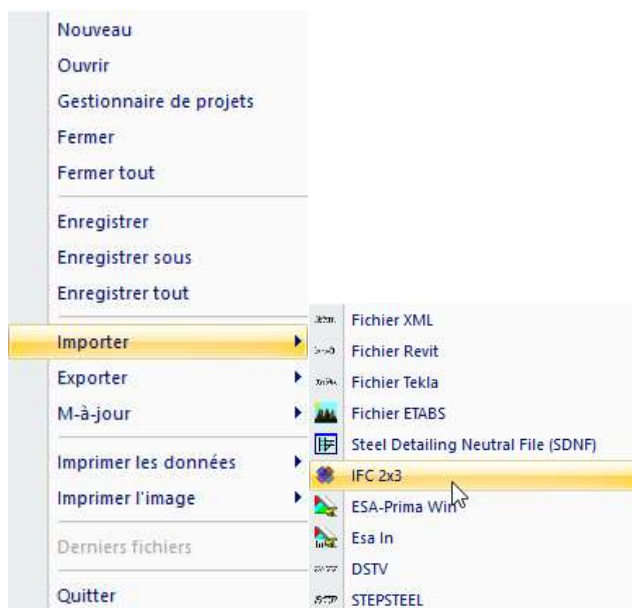 Nouveau
Ouvrir
Gestionnaire de projets
Fermer
Fermer tout
Enregistrer
Enregistrer sous
Enregistrer tout
Importer
Exporter
M-à-jour
Imprimer les données
Imprimer l'image
Derniers fichiers
Quitter
Fichier XML
Fichier Revit
Fichier Tekla
Fichier ETABS
Steel Detailing Neutral File (SDNF)
IFC 2x3
ESA-Prima Win
Esa In
DSTV
STEPSTEEL